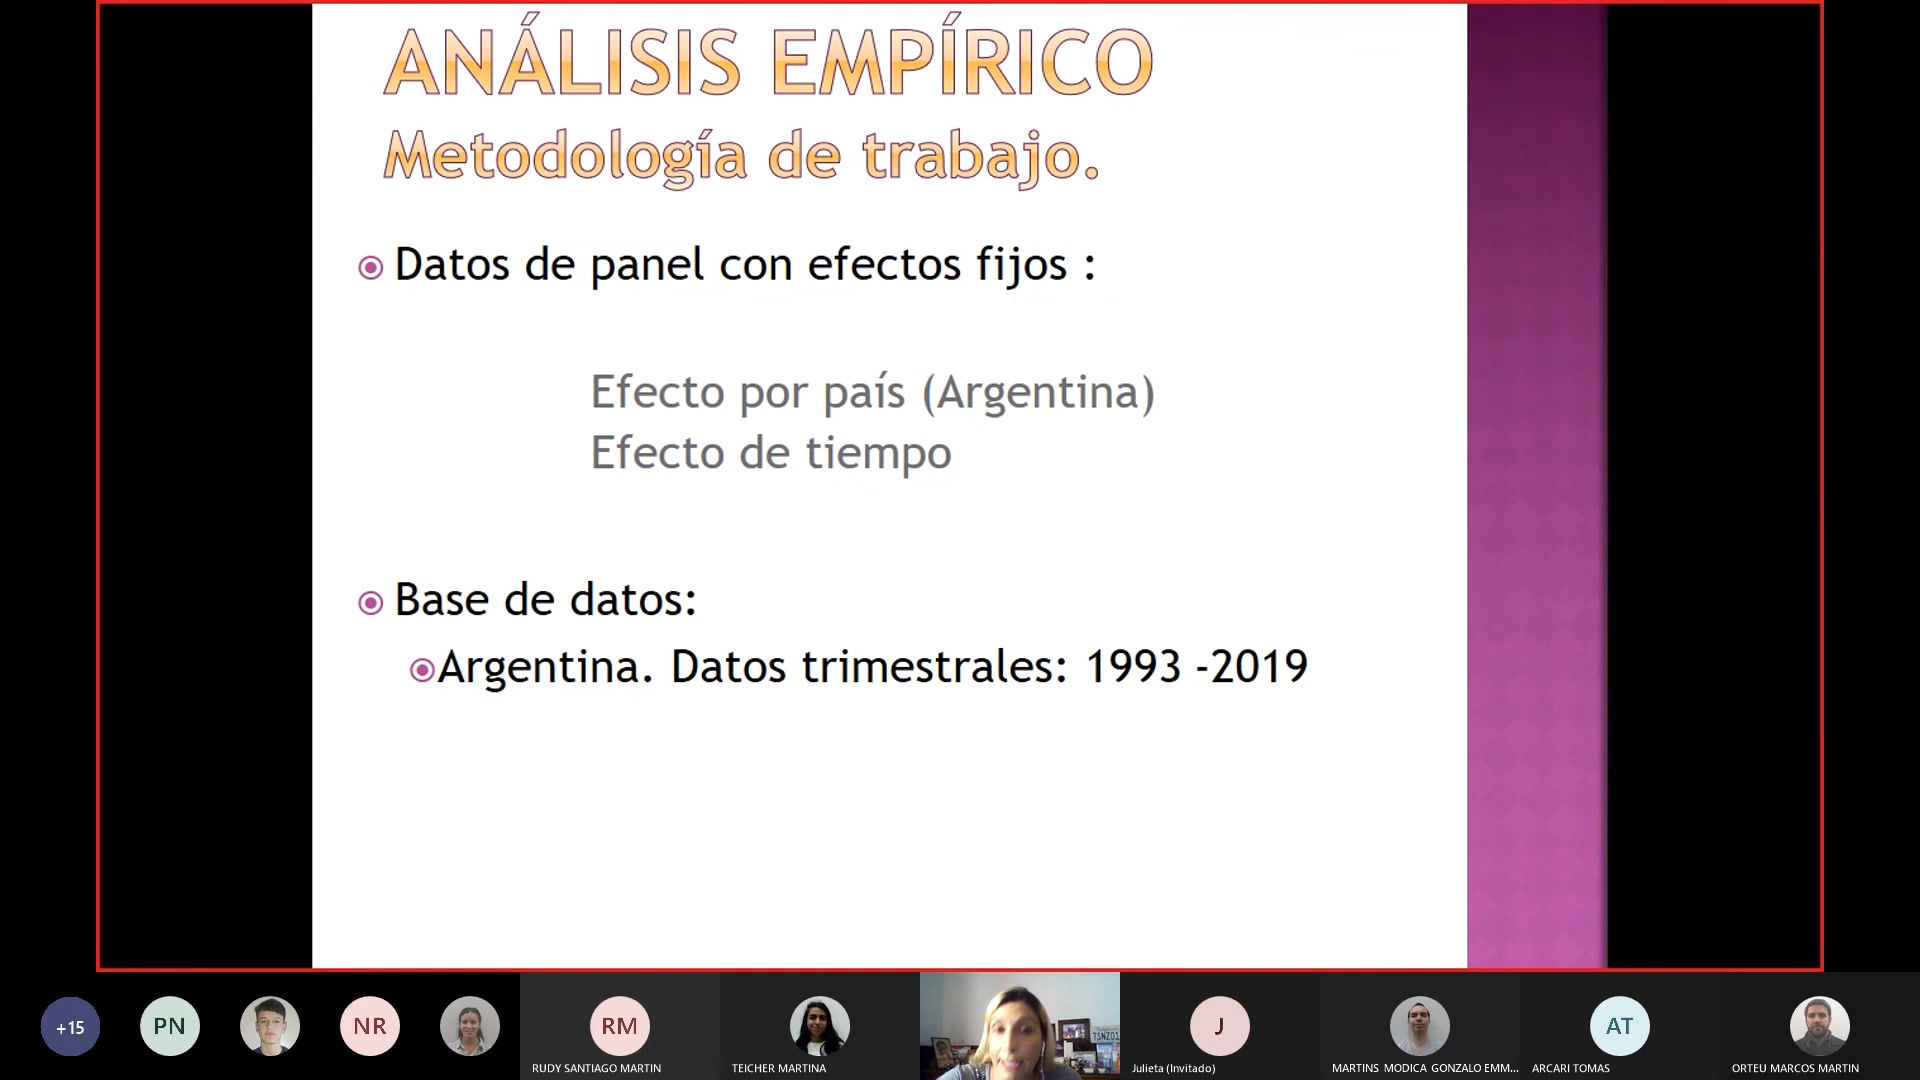 ANÁLISIS EMPÍRICO
Metodología de trabajo.
Datos de panel con efectos fijos :
Efecto por país (Argentina)
Efecto de tiempo
Base de datos:
Argentina. Datos trimestrales: 1993 -2019
+15
PN
NR
RM
RUDY SANTIAGO MARTIN
TEICHER MARTINA
J
Julieta (Invitado)
MARTINS MODICA GONZALO EMM...
AT
ARCARI TOMAS
ORTEU MARCOS MARTIN